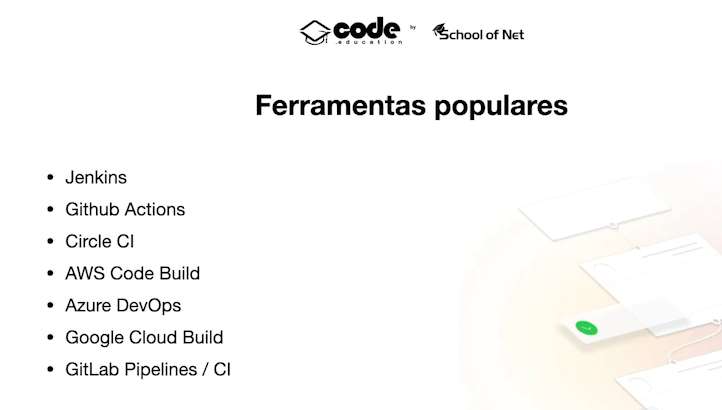 code by School of Net
.education
Ferramentas populares
• Jenkins
• Github Actions
• Circle CI
• AWS Code Build
• Azure DevOps
• Google Cloud Build
• GitLab Pipelines / CI